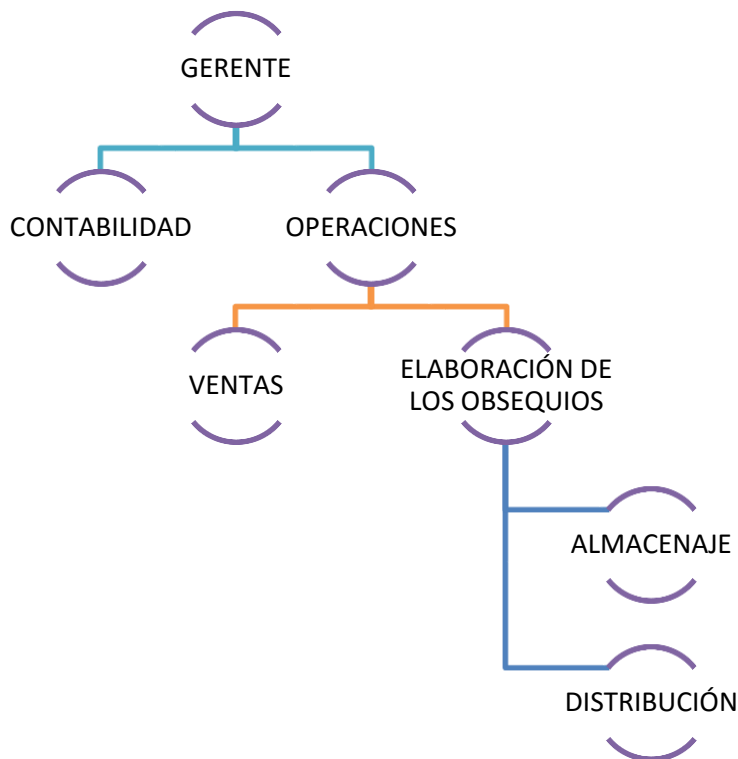 GERENTE
CONTABILIDAD
OPERACIONES
VENTAS
ELABORACIÓN DE
LOS OBSEQUIOS
ALMACENAJE
DISTRIBUCIÓN